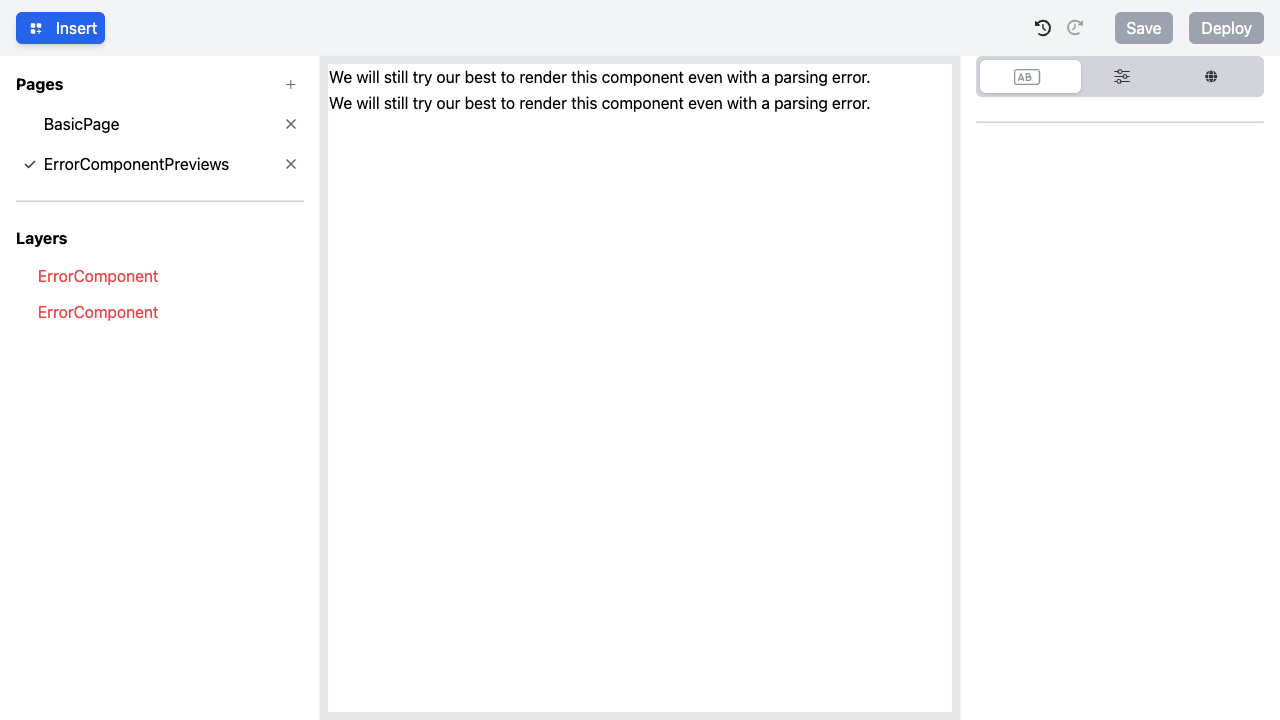 Insert
Save
Deploy
Pages
BasicPage
ErrorComponentPreviews
Layers
ErrorComponent
ErrorComponent
We will still try our best to render this component even with a parsing error.
We will still try our best to render this component even with a parsing error.
AB